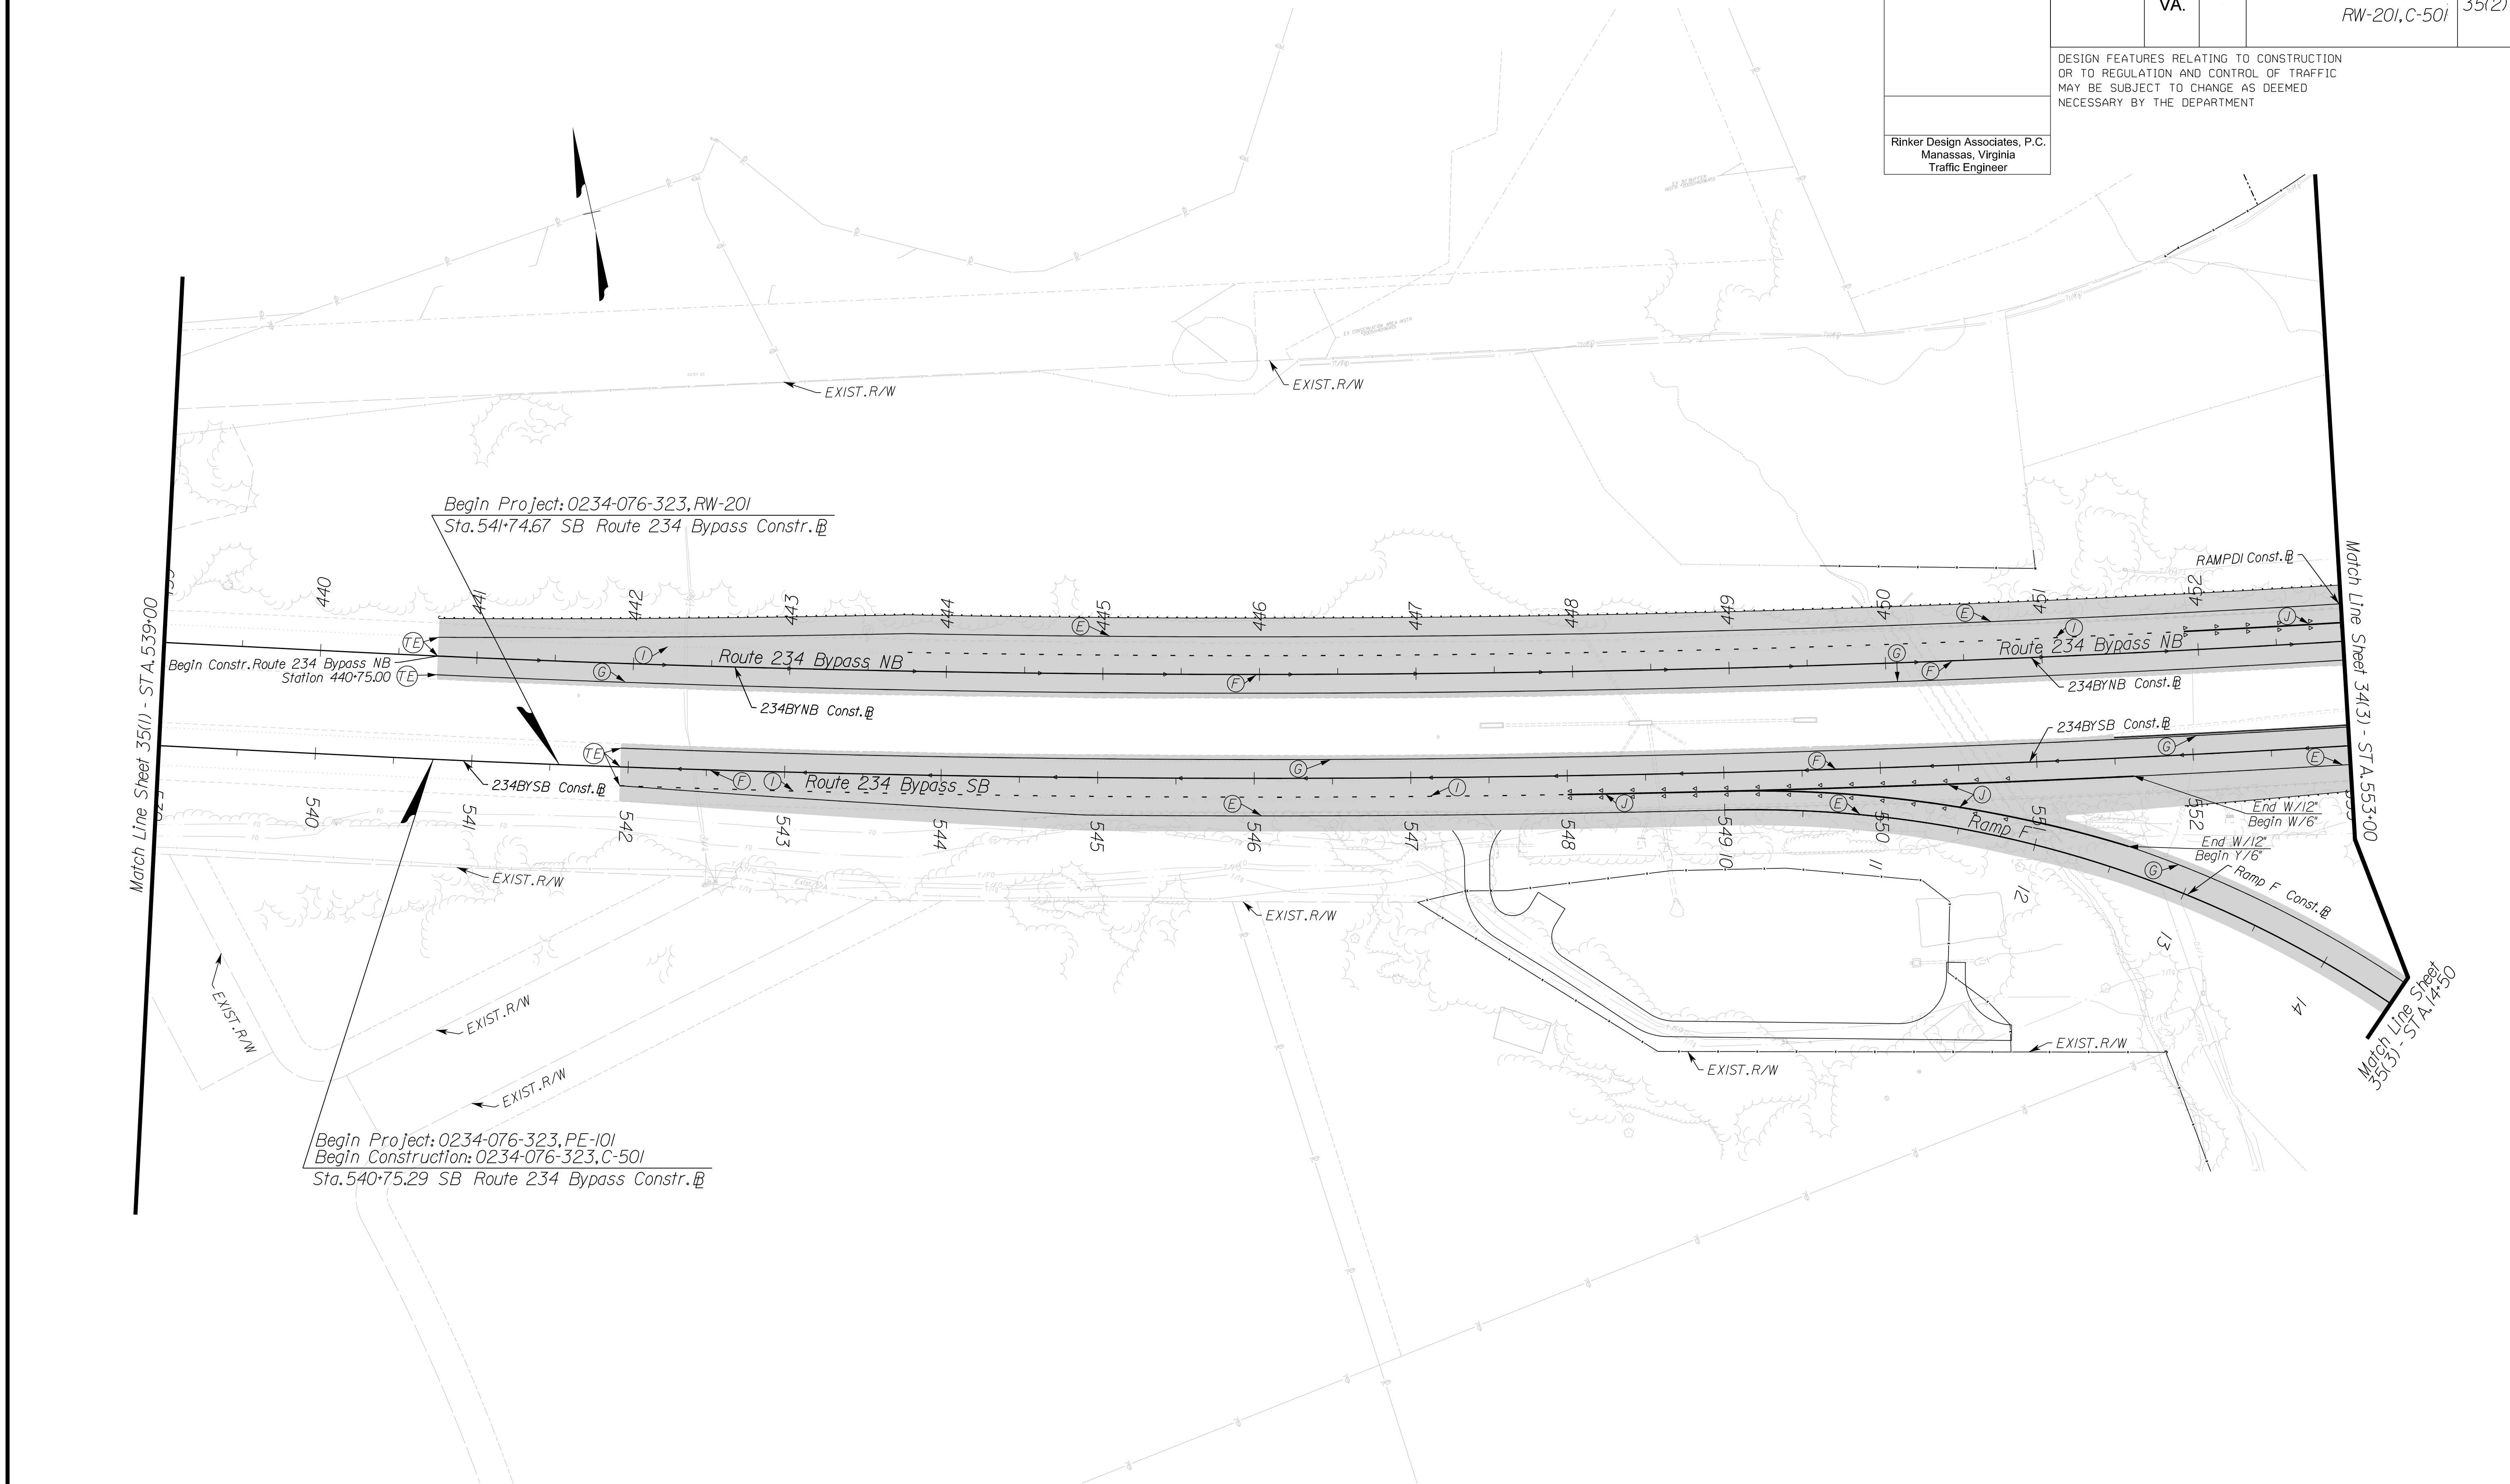 VA.
RW-201, C-501
35(2)
DESIGN FEATURES RELATING TO CONSTRUCTION
OR TO REGULATION AND CONTROL OF TRAFFIC
MAY BE SUBJECT TO CHANGE AS DEEMED
NECESSARY BY THE DEPARTMENT
Rinker Design Associates, P.C.
Manassas, Virginia
Traffic Engineer
EXIST. R/W
EXIST. R/W
Begin Project: 0234-076-323, RW-201
Sta. 541+74.67 SB Route 234 Bypass Constr. BL
Match Line Sheet 35(1) - STA. 539+00
Match Line Sheet 34(3) - STA. 553+00
RAMPD1 Const. BL
440
441
442
443
444
445
446
447
448
449
450
451
452
TE
E
E
I
J
Begin Constr. Route 234 Bypass NB
Station 440+75.00
TE
I
Route 234 Bypass NB
G
Route 234 Bypass NB
G
F
F
234BYNB Const. BL
234BYNB Const. BL
234BYSB Const. BL
TE
G
F
G
E
234BYSB Const. BL
F
I
Route 234 Bypass SB
I
E
J
E
J
540
541
542
543
544
545
546
547
548
549
550
551
552
10
11
12
13
14
Ramp F
End W/12"
Begin W/6"
End W/12"
Begin Y/6"
G
Ramp F Const. BL
EXIST. R/W
EXIST. R/W
EXIST. R/W
EXIST. R/W
EXIST. R/W
EXIST. R/W
EXIST. R/W
Match Line Sheet
35(3) - STA. 14+50
Begin Project: 0234-076-323, PE-101
Begin Construction: 0234-076-323, C-501
Sta. 540+75.29 SB Route 234 Bypass Constr. BL